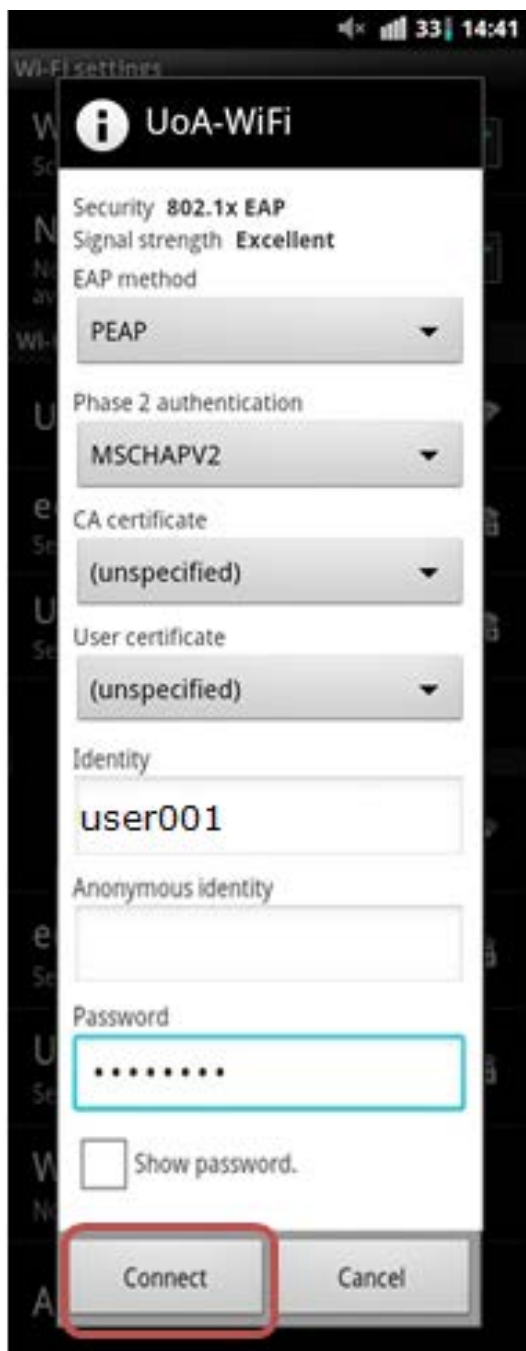 33 14:41
Wi-Fi settings
UoA-WiFi
Security 802.1x EAP
Signal strength Excellent
EAP method
PEAP
Phase 2 authentication
MSCHAPV2
CA certificate
(unspecified)
User certificate
(unspecified)
Identity
user001
Anonymous identity
Password
••••••••
Show password.
Connect
Cancel